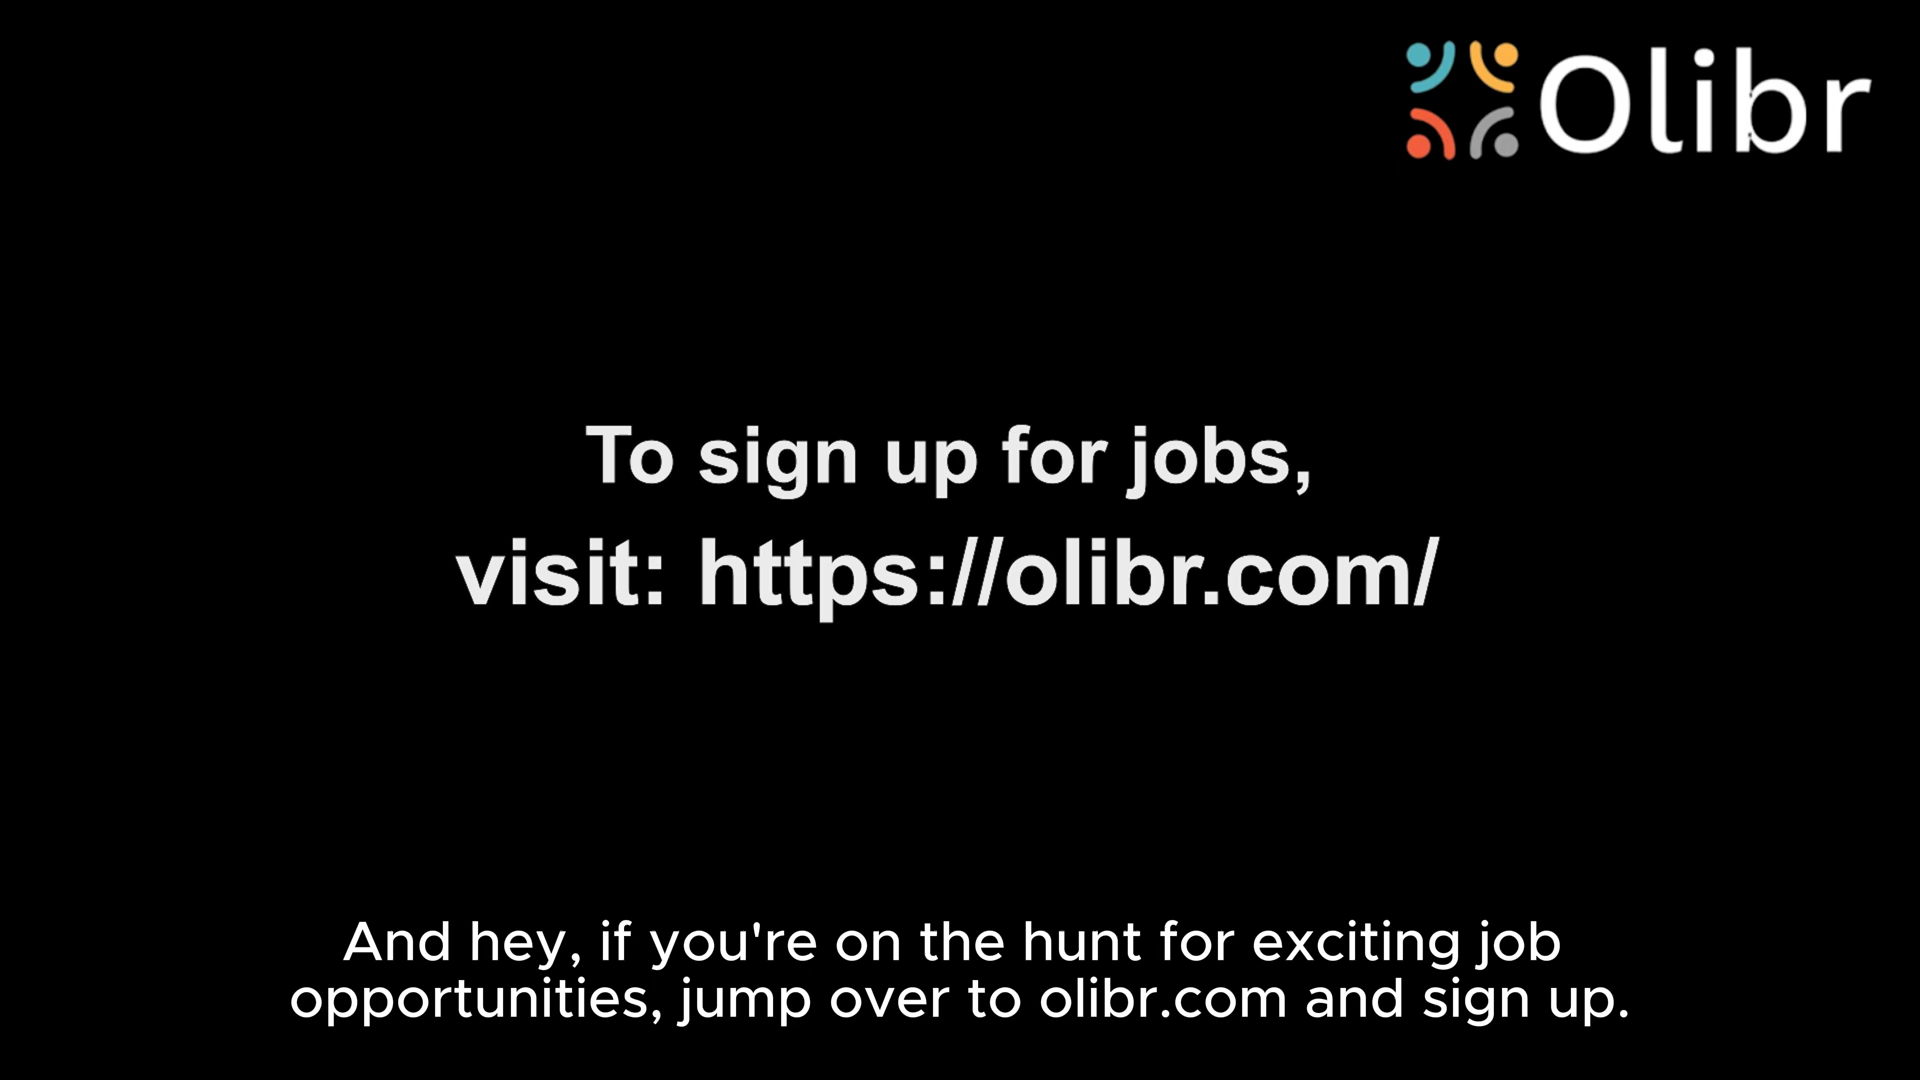 Olibr
To sign up for jobs,
visit: https://olibr.com/
And hey, if you're on the hunt for exciting job
opportunities, jump over to olibr.com and sign up.